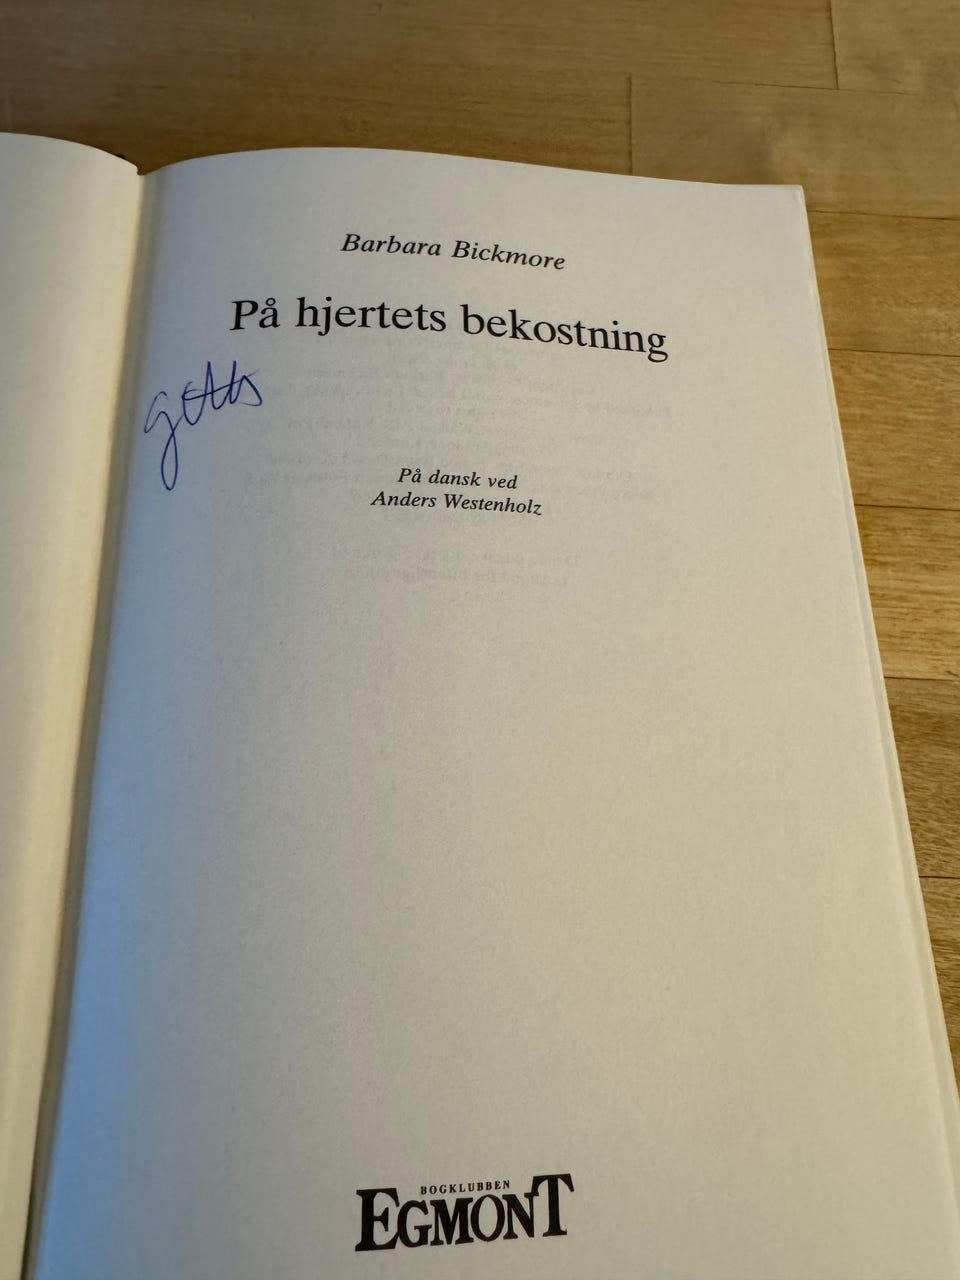 Barbara Bickmore
På hjertets bekostning
På dansk ved
Anders Westenholz
BOGKLUBBEN
EGMONT